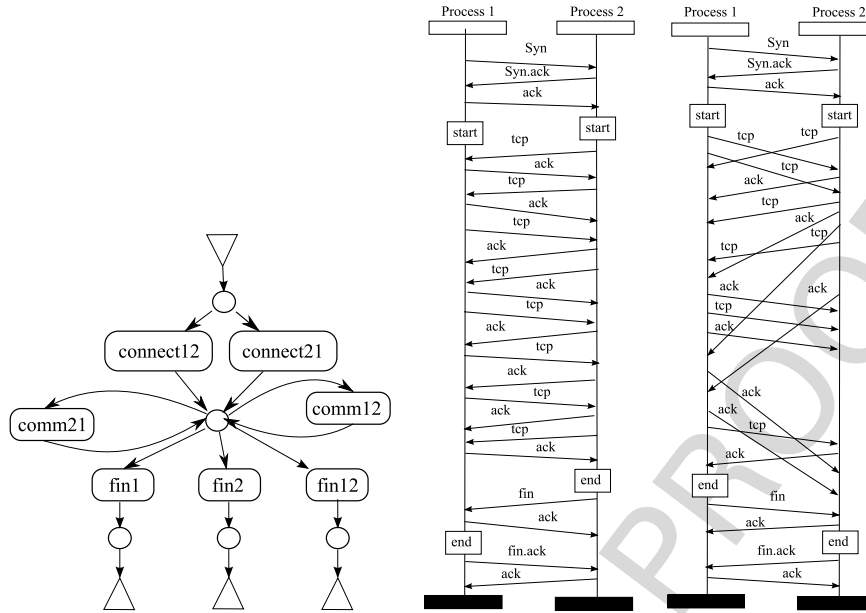 connect12
connect21
comm21
comm12
fin1
fin2
fin12
Process 1
Process 2
Syn
Syn.ack
ack
start
start
tcp
ack
tcp
ack
tcp
ack
tcp
ack
tcp
ack
tcp
ack
tcp
ack
tcp
ack
end
fin
ack
end
fin.ack
ack
Process 1
Process 2
Syn
Syn.ack
ack
start
start
tcp
tcp
tcp
ack
tcp
ack
tcp
tcp
ack
ack
tcp
ack
ack
ack
tcp
ack
end
fin
ack
end
fin.ack
ack
PROOF